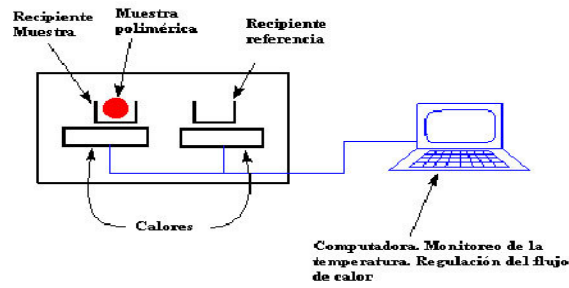 Recipiente
Muestra
Muestra
polimérica
Recipiente
referencia
Calores
Computadora. Monitoreo de la
temperatura. Regulación del flujo
de calor